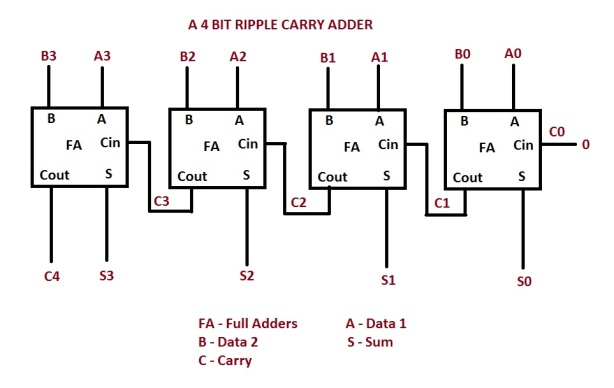 A 4 BIT RIPPLE CARRY ADDER
B3 A3 B2 A2 B1 A1 B0 A0
B A B A B A B A
FA Cin FA Cin FA Cin FA Cin C0 0
Cout S Cout S Cout S Cout S
C3 C2 C1
C4 S3 S2 S1 S0
FA - Full Adders A - Data 1
B - Data 2 S - Sum
C - Carry